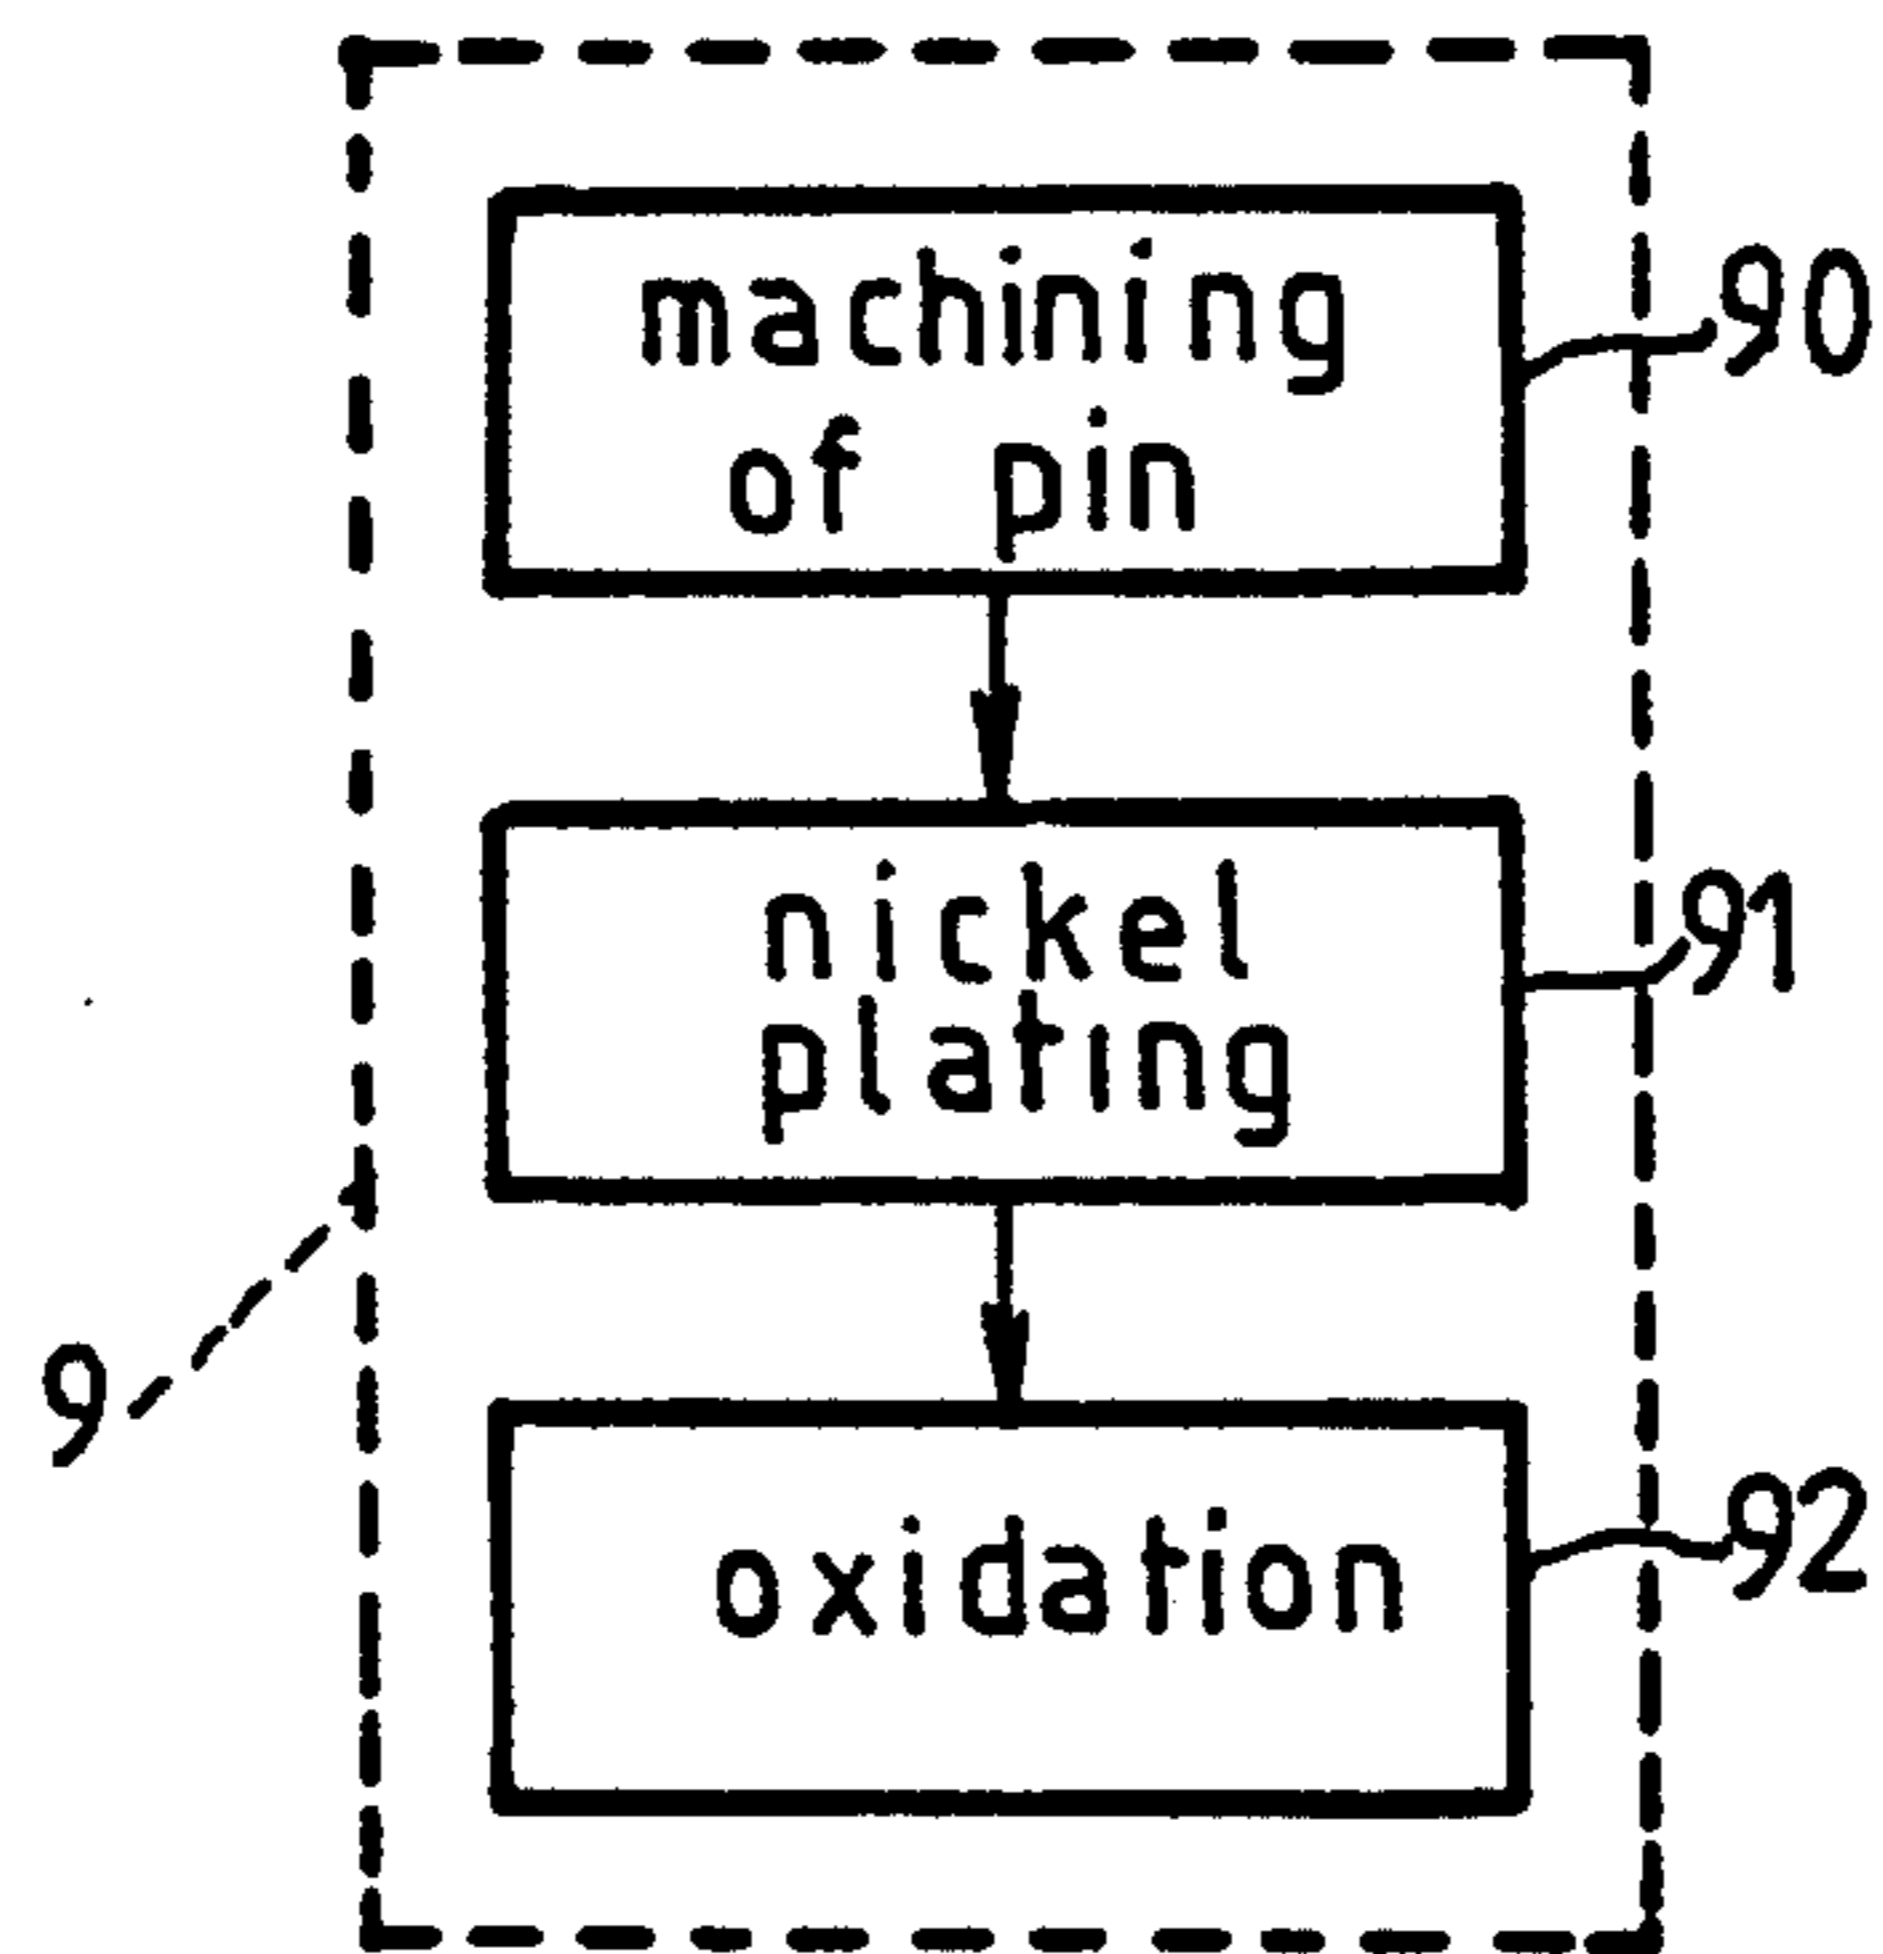 machining
of pin
90
nickel
plating
91
9
oxidation
92